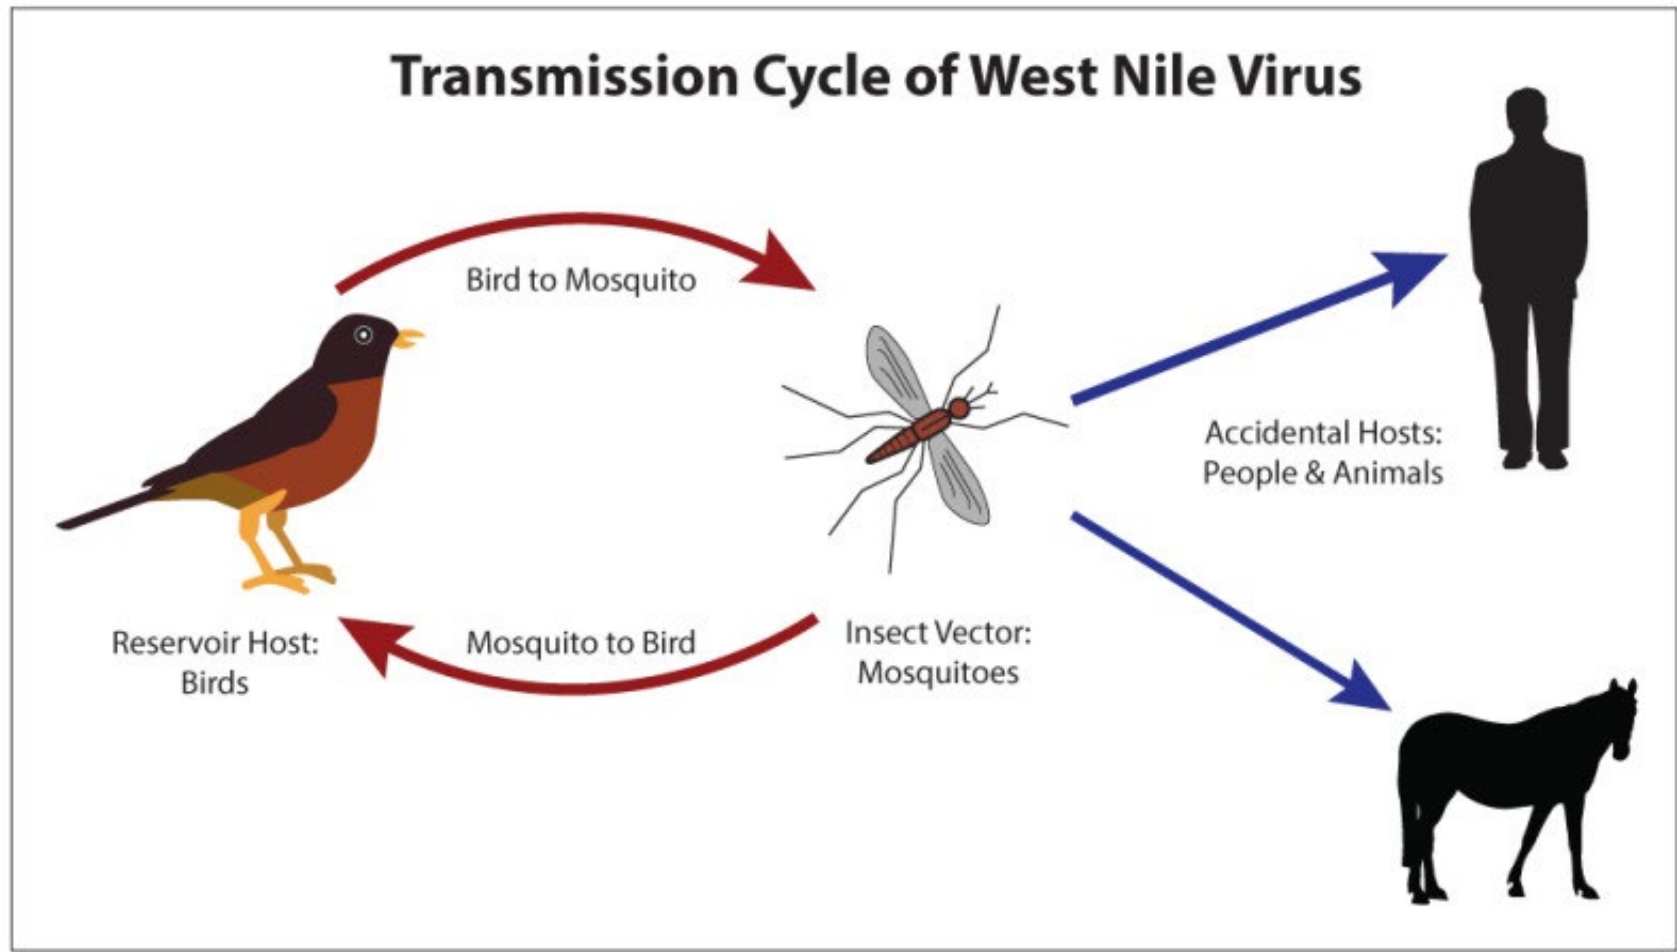 Transmission Cycle of West Nile Virus
Bird to Mosquito
Accidental Hosts:
People & Animals
Reservoir Host:
Birds
Mosquito to Bird
Insect Vector:
Mosquitoes